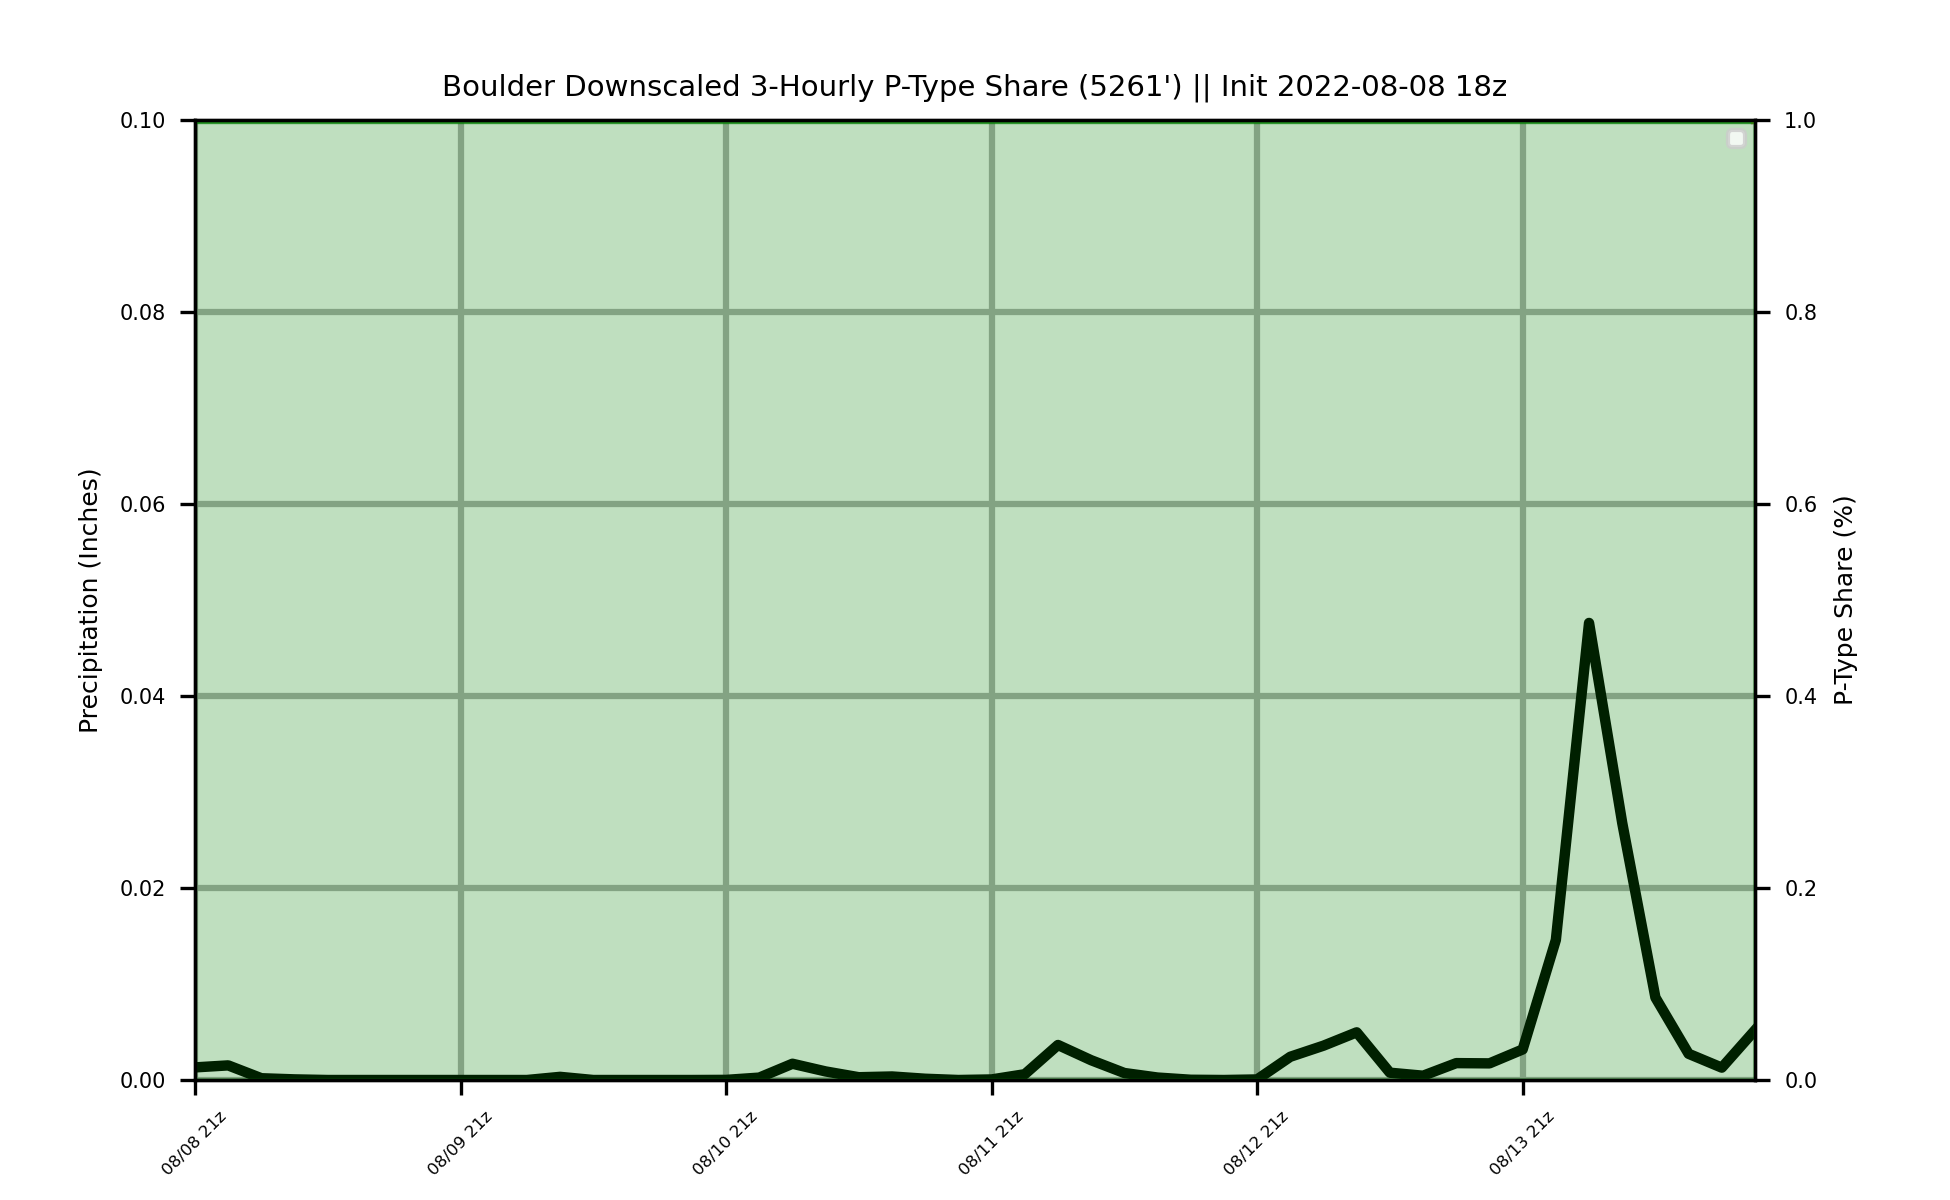 Boulder Downscaled 3-Hourly P-Type Share (5261') || Init 2022-08-08 18z
Precipitation (Inches)
0.10
0.08
0.06
0.04
0.02
0.00
1.0
0.8
0.6
0.4
0.2
0.0
P-Type Share (%)
08/08 21z
08/09 21z
08/10 21z
08/11 21z
08/12 21z
08/13 21z